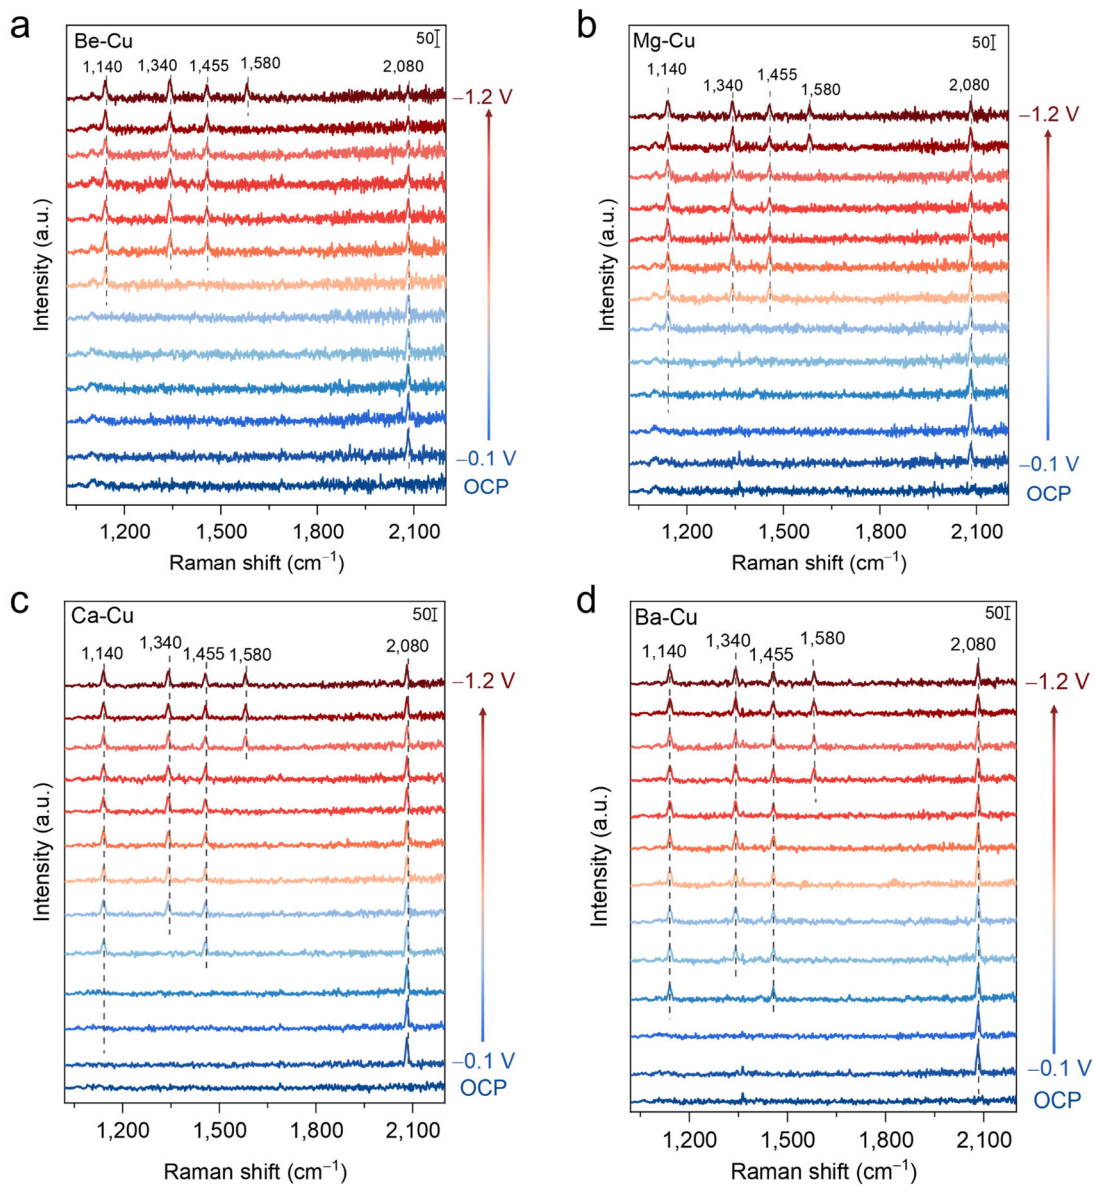 a
Be-Cu
50
1,140
1,340
1,455
1,580
2,080
−1.2 V
−0.1 V
OCP
Intensity (a.u.)
1,200
1,500
1,800
2,100
Raman shift (cm⁻¹)
b
Mg-Cu
50
1,140
1,340
1,455
1,580
2,080
−1.2 V
−0.1 V
OCP
Intensity (a.u.)
1,200
1,500
1,800
2,100
Raman shift (cm⁻¹)
c
Ca-Cu
50
1,140
1,340
1,455
1,580
2,080
−1.2 V
−0.1 V
OCP
Intensity (a.u.)
1,200
1,500
1,800
2,100
Raman shift (cm⁻¹)
d
Ba-Cu
50
1,140
1,340
1,455
1,580
2,080
−1.2 V
−0.1 V
OCP
Intensity (a.u.)
1,200
1,500
1,800
2,100
Raman shift (cm⁻¹)